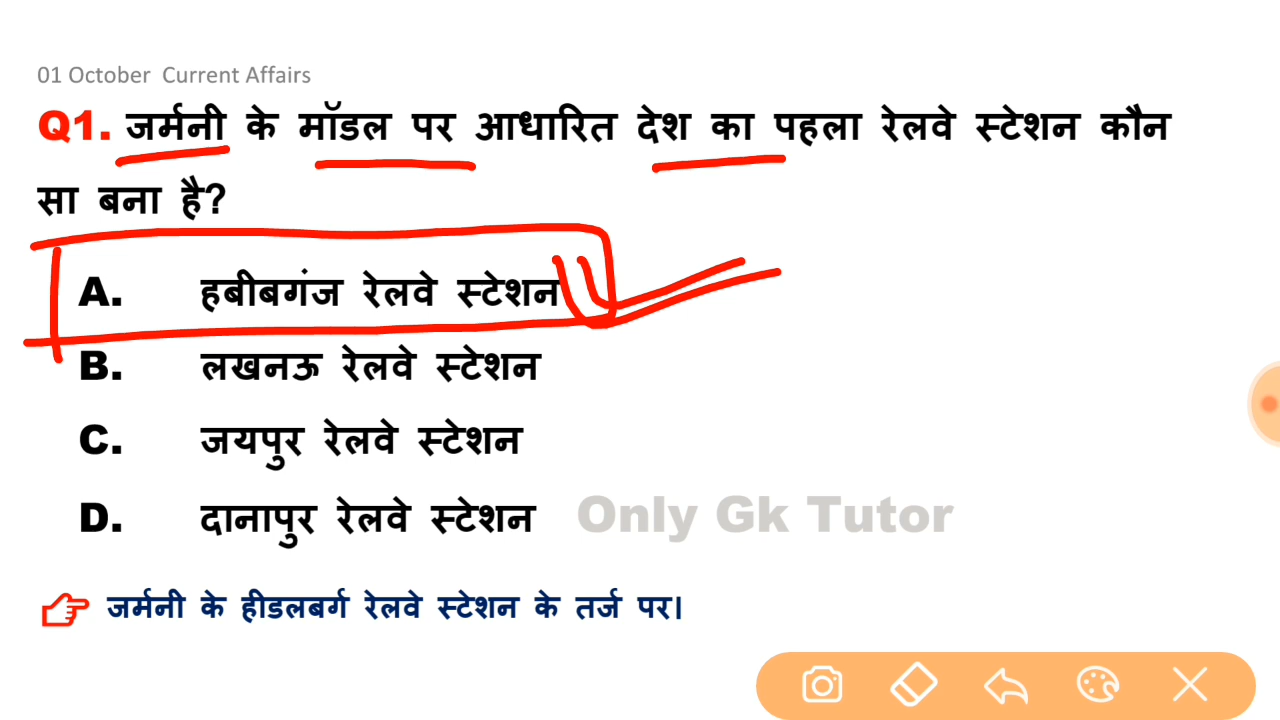 01 October Current Affairs
Q1. जर्मनी के मॉडल पर आधारित देश का पहला रेलवे स्टेशन कौन
सा बना है?
A. हबीबगंज रेलवे स्टेशन
B. लखनऊ रेलवे स्टेशन
C. जयपुर रेलवे स्टेशन
D. दानापुर रेलवे स्टेशन Only Gk Tutor
जर्मनी के हीडलबर्ग रेलवे स्टेशन के तर्ज पर।